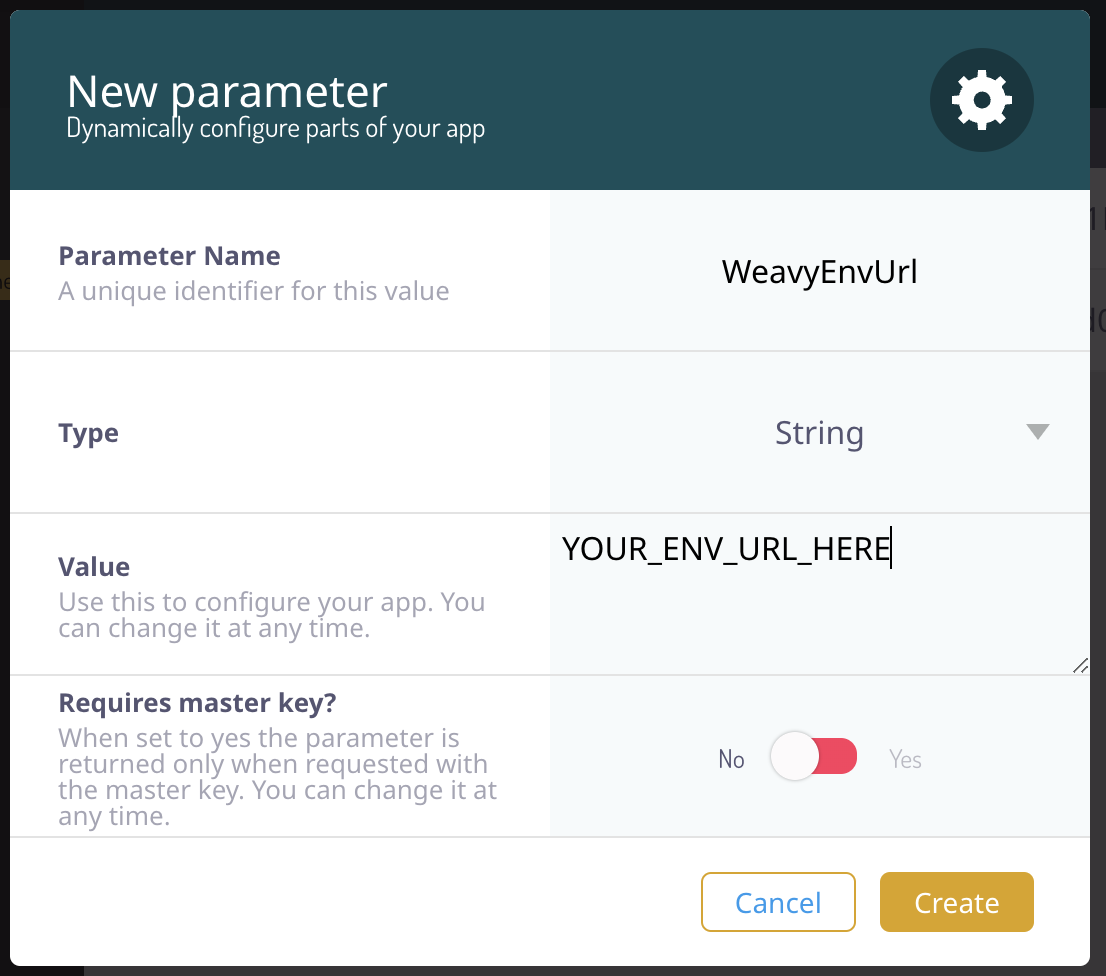 New parameter
Dynamically configure parts of your app
Parameter Name
A unique identifier for this value
WeavyEnvUrl
Type
String
Value
Use this to configure your app. You
can change it at any time.
YOUR_ENV_URL_HERE
Requires master key?
When set to yes the parameter is
returned only when requested with
the master key. You can change it at
any time.
No
Yes
Cancel
Create